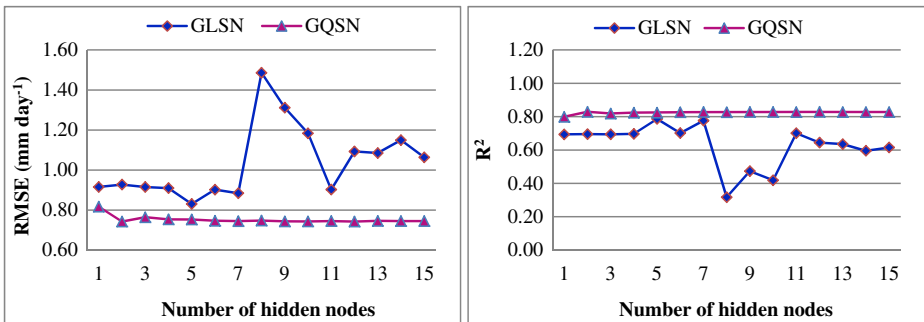 GLSN GQSN
1.60
1.40
1.20
1.00
0.80
0.60
RMSE (mm day-1)
1 3 5 7 9 11 13 15
Number of hidden nodes
GLSN GQSN
1.20
1.00
0.80
0.60
0.40
0.20
0.00
R²
1 3 5 7 9 11 13 15
Number of hidden nodes